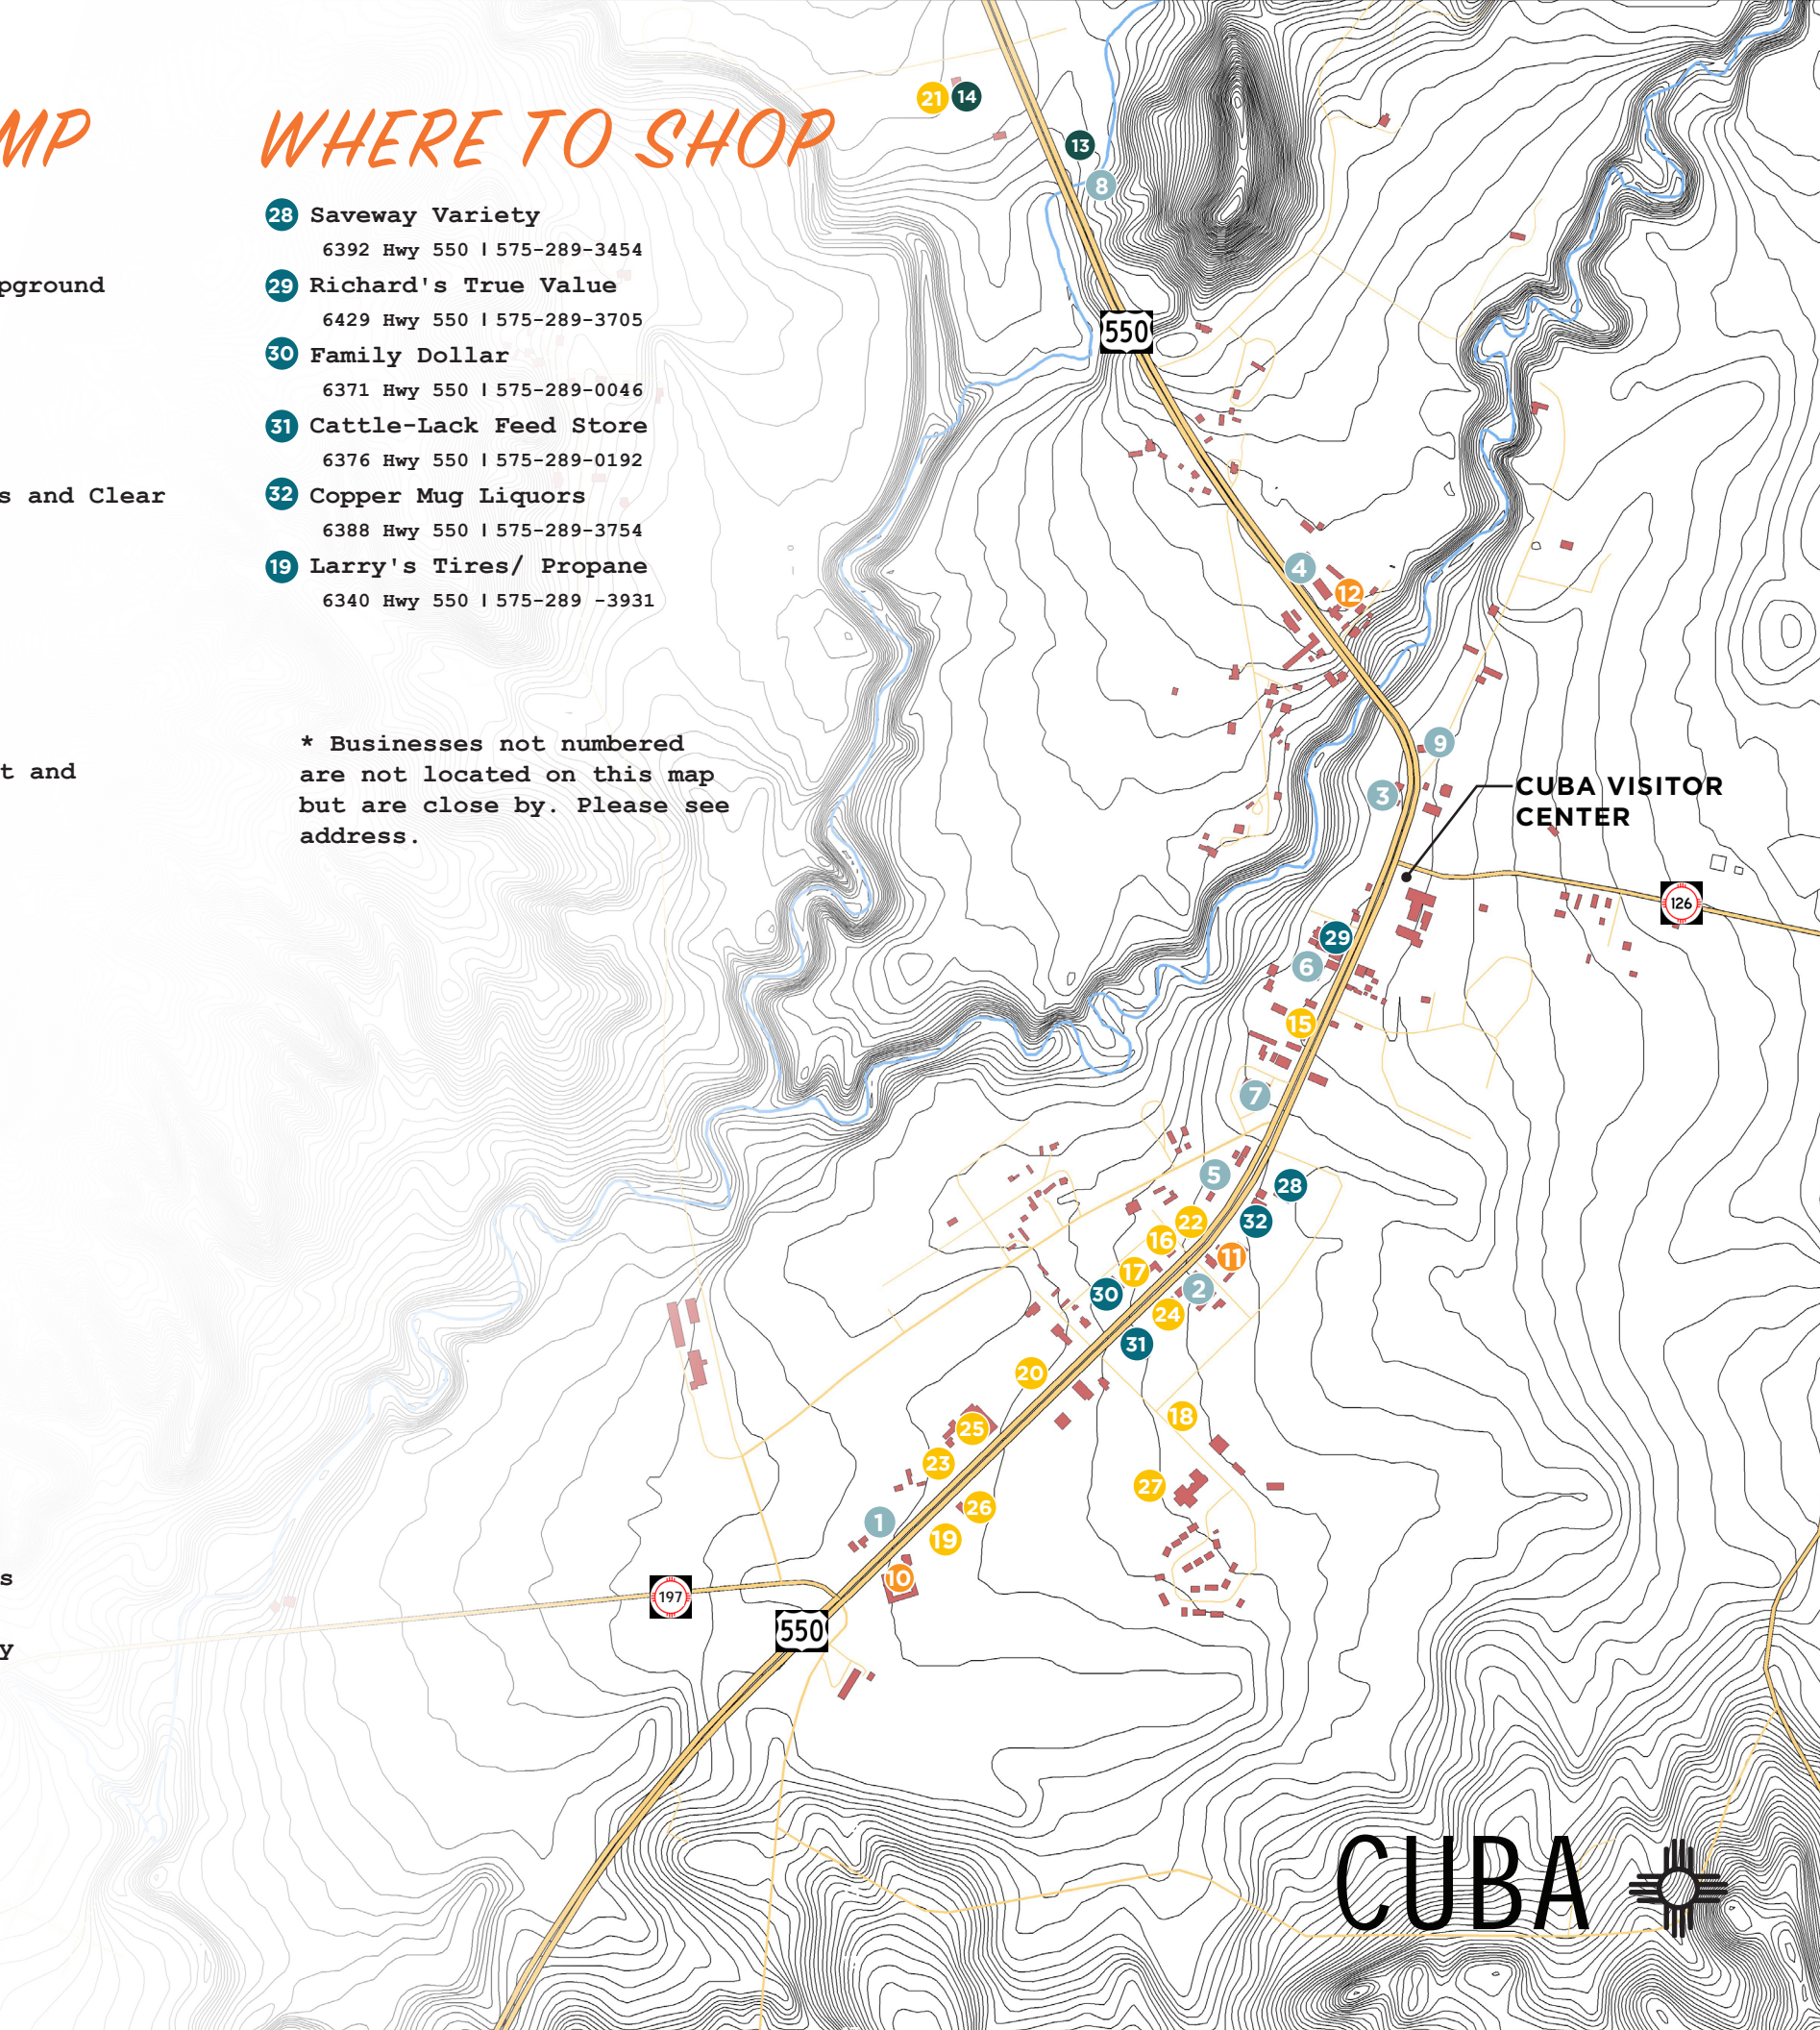 MP
pground
s and Clear
t and
s
y
WHERE TO SHOP
28 Saveway Variety
6392 Hwy 550 | 575-289-3454
29 Richard's True Value
6429 Hwy 550 | 575-289-3705
30 Family Dollar
6371 Hwy 550 | 575-289-0046
31 Cattle-Lack Feed Store
6376 Hwy 550 | 575-289-0192
32 Copper Mug Liquors
6388 Hwy 550 | 575-289-3754
19 Larry's Tires/ Propane
6340 Hwy 550 | 575-289 -3931
* Businesses not numbered
are not located on this map
but are close by. Please see
address.
21 14
13
8
550
4
12
9
3
CUBA VISITOR
CENTER
126
29
6
15
7
5
28
22
32
16
11
17
2
30
24
31
20
18
25
23
27
26
1
19
10
197
550
CUBA